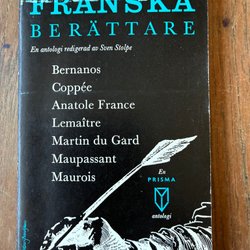 FRANSKA
BERÄTTARE
En antologi redigerad av Sven Stolpe
Bernanos
Coppée
Anatole France
Lemaître
Martin du Gard
Maupassant
Maurois
En
PRISMA
antologi